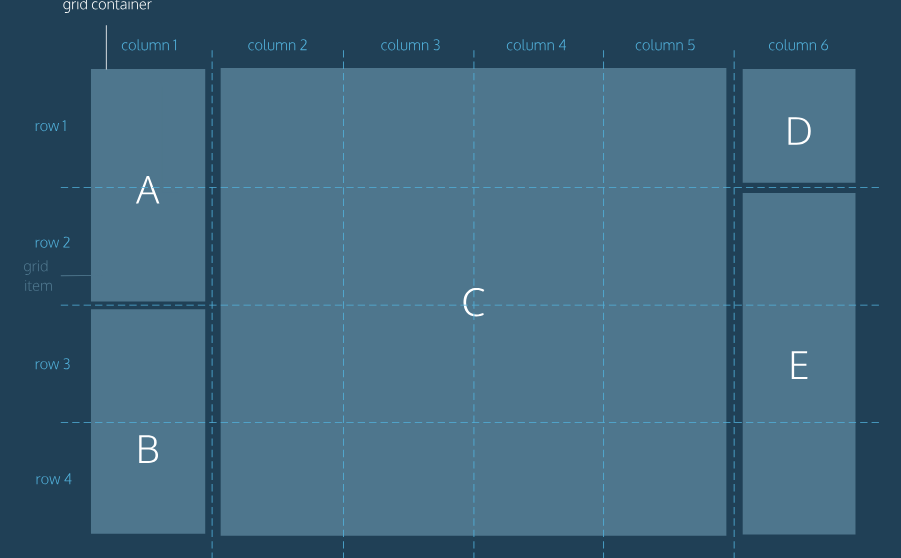 grid container
column 1
column 2
column 3
column 4
column 5
column 6
row 1
D
A
row 2
grid
item
C
row 3
E
B
row 4